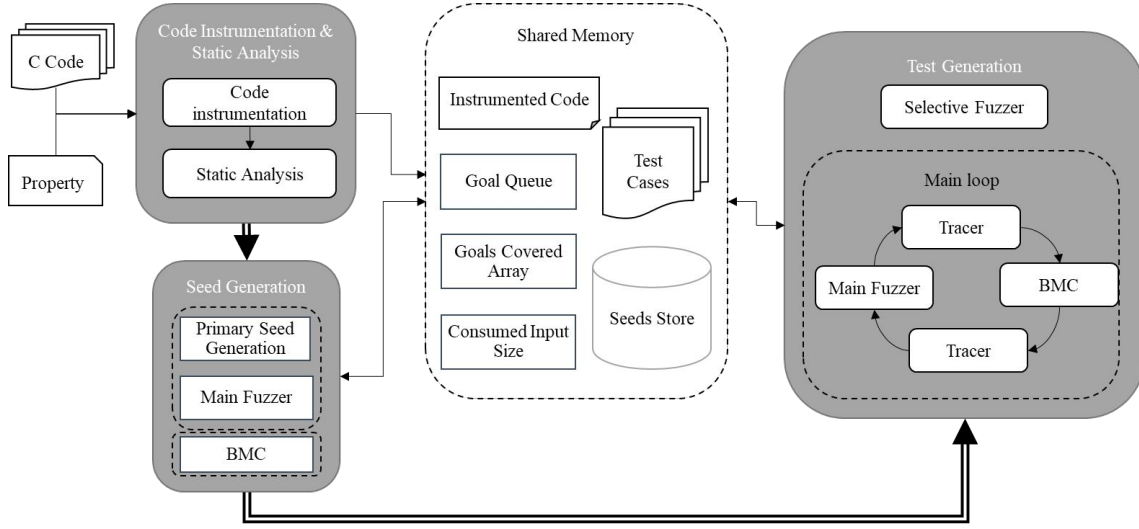 C Code
Property
Code Instrumentation &
Static Analysis
Code
instrumentation
Static Analysis
Seed Generation
Primary Seed
Generation
Main Fuzzer
BMC
Shared Memory
Instrumented Code
Test
Cases
Goal Queue
Goals Covered
Array
Consumed Input
Size
Seeds Store
Test Generation
Selective Fuzzer
Main loop
Tracer
Main Fuzzer
BMC
Tracer